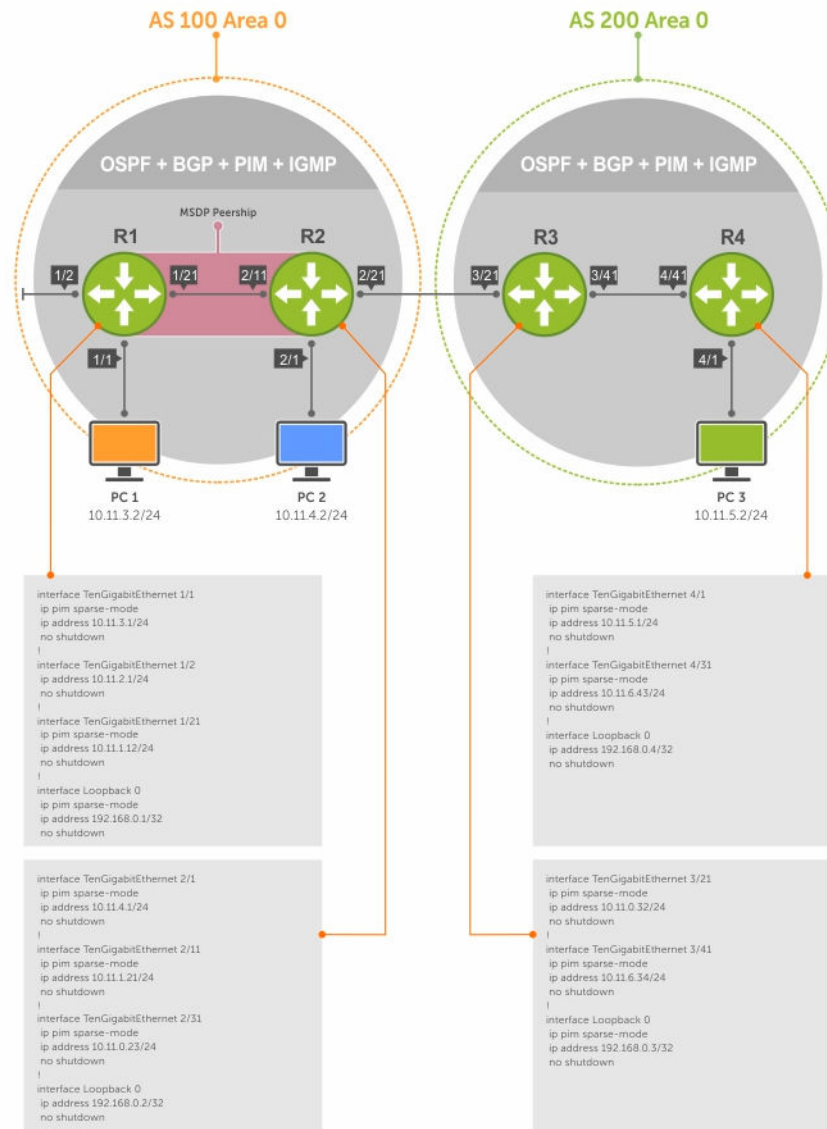 AS 100 Area 0
AS 200 Area 0
OSPF + BGP + PIM + IGMP
OSPF + BGP + PIM + IGMP
MSDP Peership
R1
R2
R3
R4
1/2
1/21
2/11
2/21
3/21
3/41
4/41
1/1
2/1
4/1
PC 1
10.11.3.2/24
PC 2
10.11.4.2/24
PC 3
10.11.5.2/24
interface TenGigabitEthernet 1/1
ip pim sparse-mode
ip address 10.11.3.1/24
no shutdown
!
interface TenGigabitEthernet 1/2
ip address 10.11.2.1/24
no shutdown
!
interface TenGigabitEthernet 1/21
ip pim sparse-mode
ip address 10.11.1.12/24
no shutdown
!
interface Loopback 0
ip pim sparse-mode
ip address 192.168.0.1/32
no shutdown
interface TenGigabitEthernet 4/1
ip pim sparse-mode
ip address 10.11.5.1/24
no shutdown
!
interface TenGigabitEthernet 4/31
ip pim sparse-mode
ip address 10.11.6.43/24
no shutdown
!
interface Loopback 0
ip address 192.168.0.4/32
no shutdown
interface TenGigabitEthernet 2/1
ip pim sparse-mode
ip address 10.11.4.1/24
no shutdown
!
interface TenGigabitEthernet 2/11
ip pim sparse-mode
ip address 10.11.1.21/24
no shutdown
!
interface TenGigabitEthernet 2/31
ip pim sparse-mode
ip address 10.11.0.23/24
no shutdown
!
interface Loopback 0
ip address 192.168.0.2/32
no shutdown
interface TenGigabitEthernet 3/21
ip pim sparse-mode
ip address 10.11.0.32/24
no shutdown
!
interface TenGigabitEthernet 3/41
ip pim sparse-mode
ip address 10.11.6.34/24
no shutdown
!
interface Loopback 0
ip pim sparse-mode
ip address 192.168.0.3/32
no shutdown